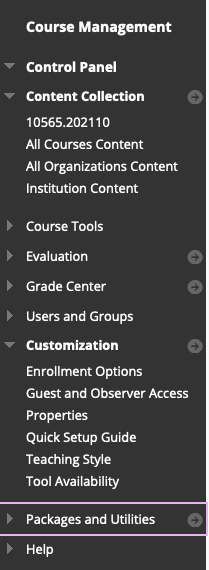 Course Management
Control Panel
Content Collection
10565.202110
All Courses Content
All Organizations Content
Institution Content
Course Tools
Evaluation
Grade Center
Users and Groups
Customization
Enrollment Options
Guest and Observer Access
Properties
Quick Setup Guide
Teaching Style
Tool Availability
Packages and Utilities
Help